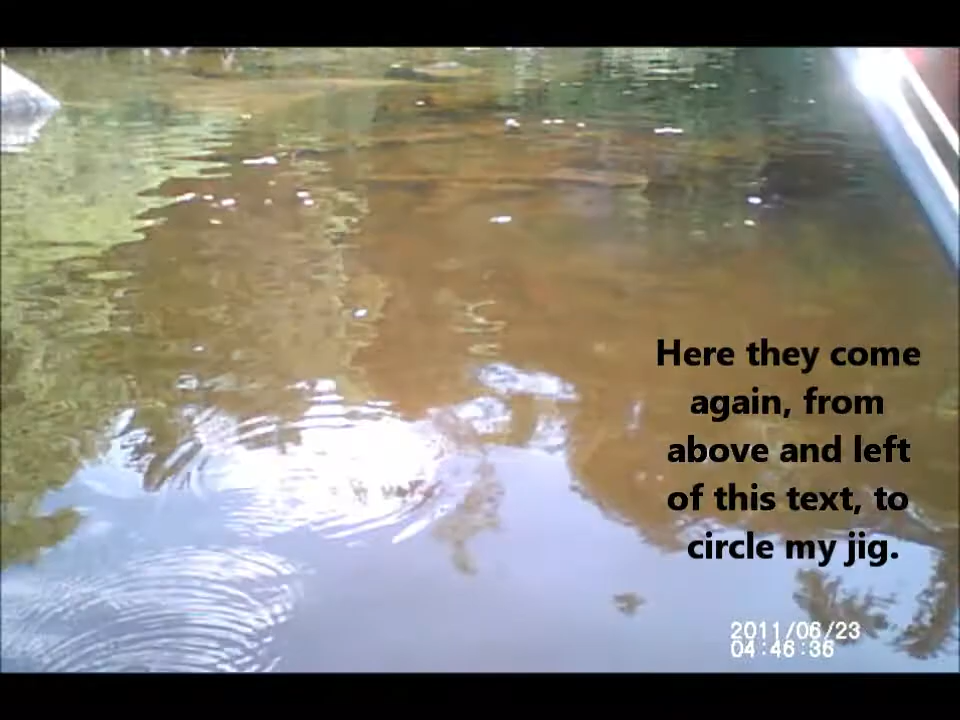 Here they come
again, from
above and left
of this text, to
circle my jig.
2011/06/23
04:46:36